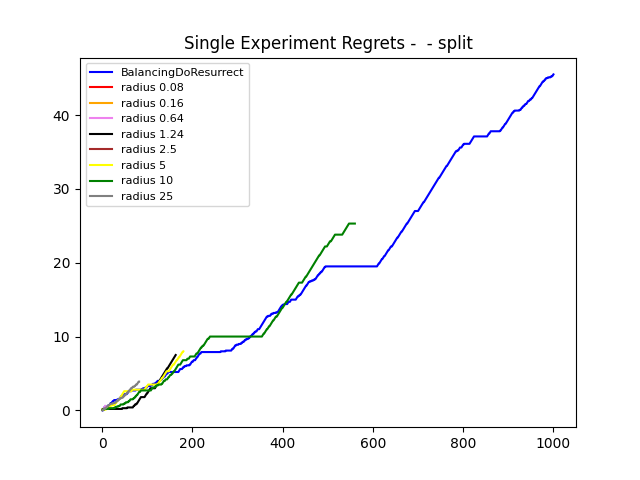 Single Experiment Regrets -  - split
BalancingDoResurrect
radius 0.08
radius 0.16
radius 0.64
radius 1.24
radius 2.5
radius 5
radius 10
radius 25
40
30
20
10
0
0 200 400 600 800 1000